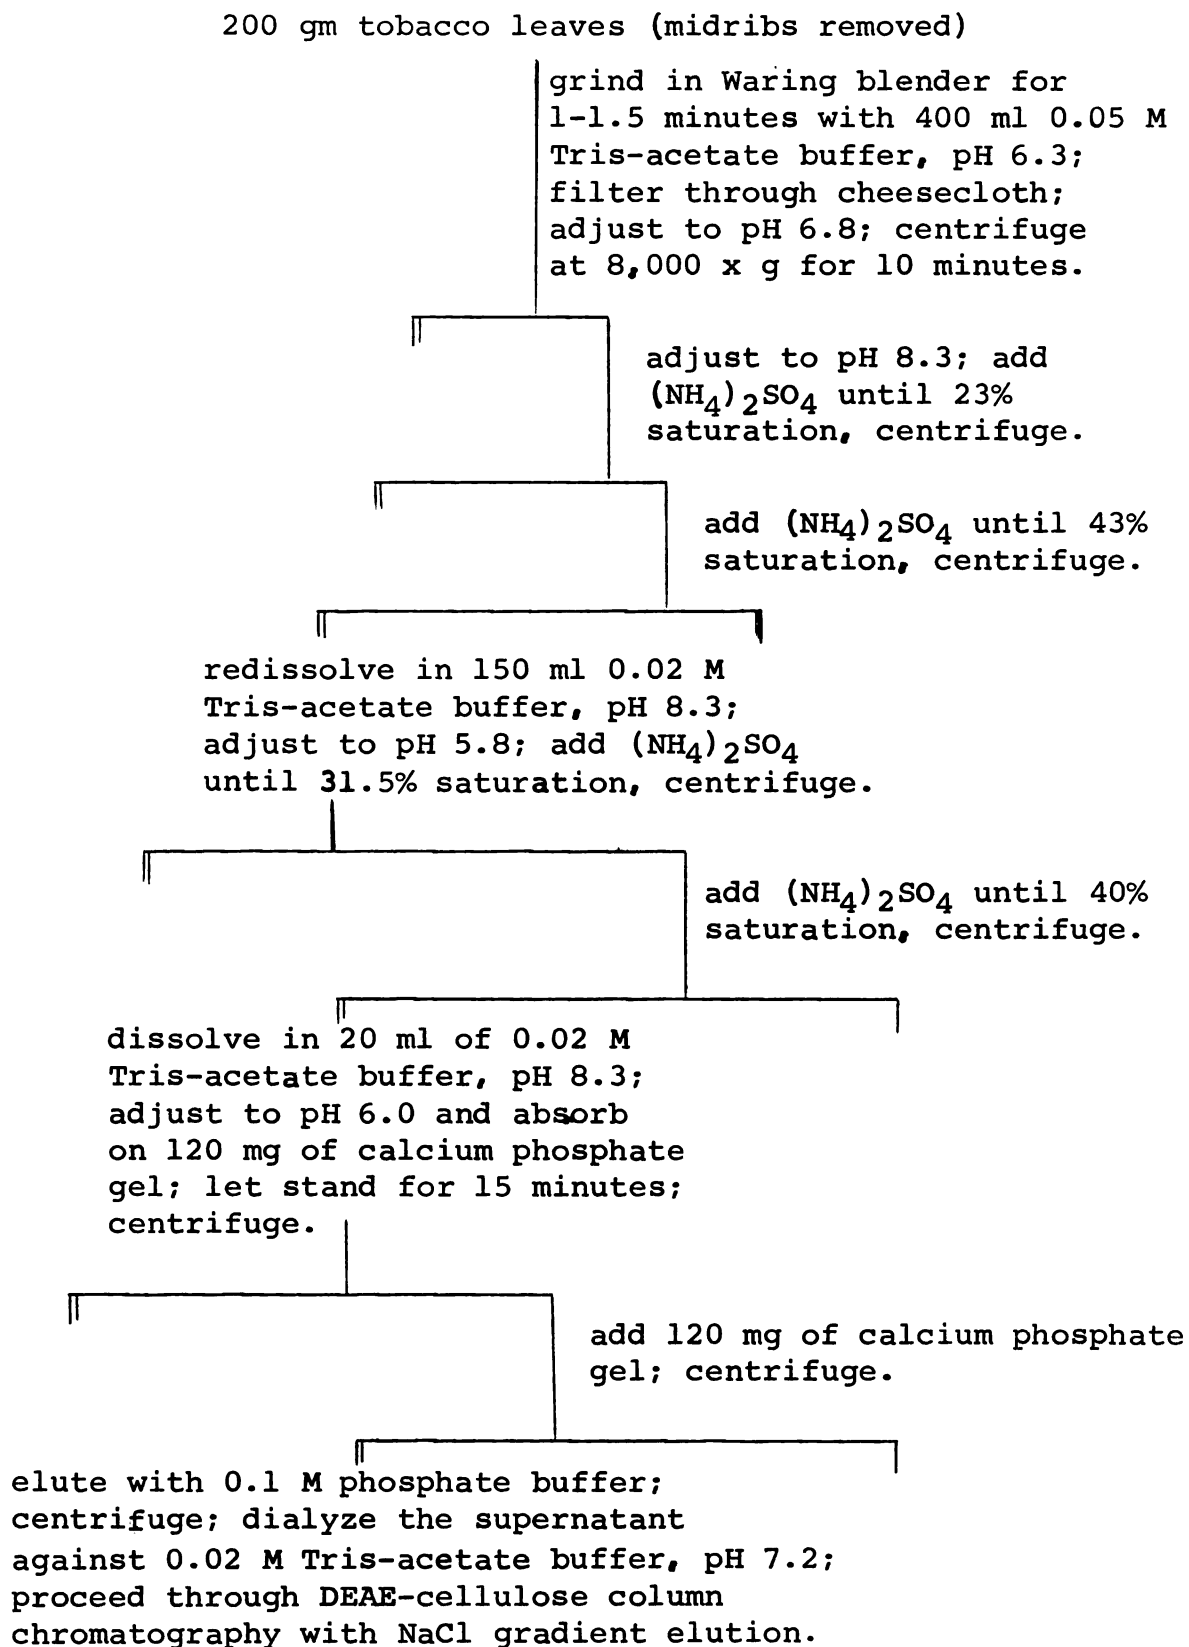 200 gm tobacco leaves (midribs removed)
grind in Waring blender for
1-1.5 minutes with 400 ml 0.05 M
Tris-acetate buffer, pH 6.3;
filter through cheesecloth;
adjust to pH 6.8; centrifuge
at 8,000 x g for 10 minutes.
adjust to pH 8.3; add
(NH4)2SO4 until 23%
saturation, centrifuge.
add (NH4)2SO4 until 43%
saturation, centrifuge.
redissolve in 150 ml 0.02 M
Tris-acetate buffer, pH 8.3;
adjust to pH 5.8; add (NH4)2SO4
until 31.5% saturation, centrifuge.
add (NH4)2SO4 until 40%
saturation, centrifuge.
dissolve in 20 ml of 0.02 M
Tris-acetate buffer, pH 8.3;
adjust to pH 6.0 and absorb
on 120 mg of calcium phosphate
gel; let stand for 15 minutes;
centrifuge.
add 120 mg of calcium phosphate
gel; centrifuge.
elute with 0.1 M phosphate buffer;
centrifuge; dialyze the supernatant
against 0.02 M Tris-acetate buffer, pH 7.2;
proceed through DEAE-cellulose column
chromatography with NaCl gradient elution.